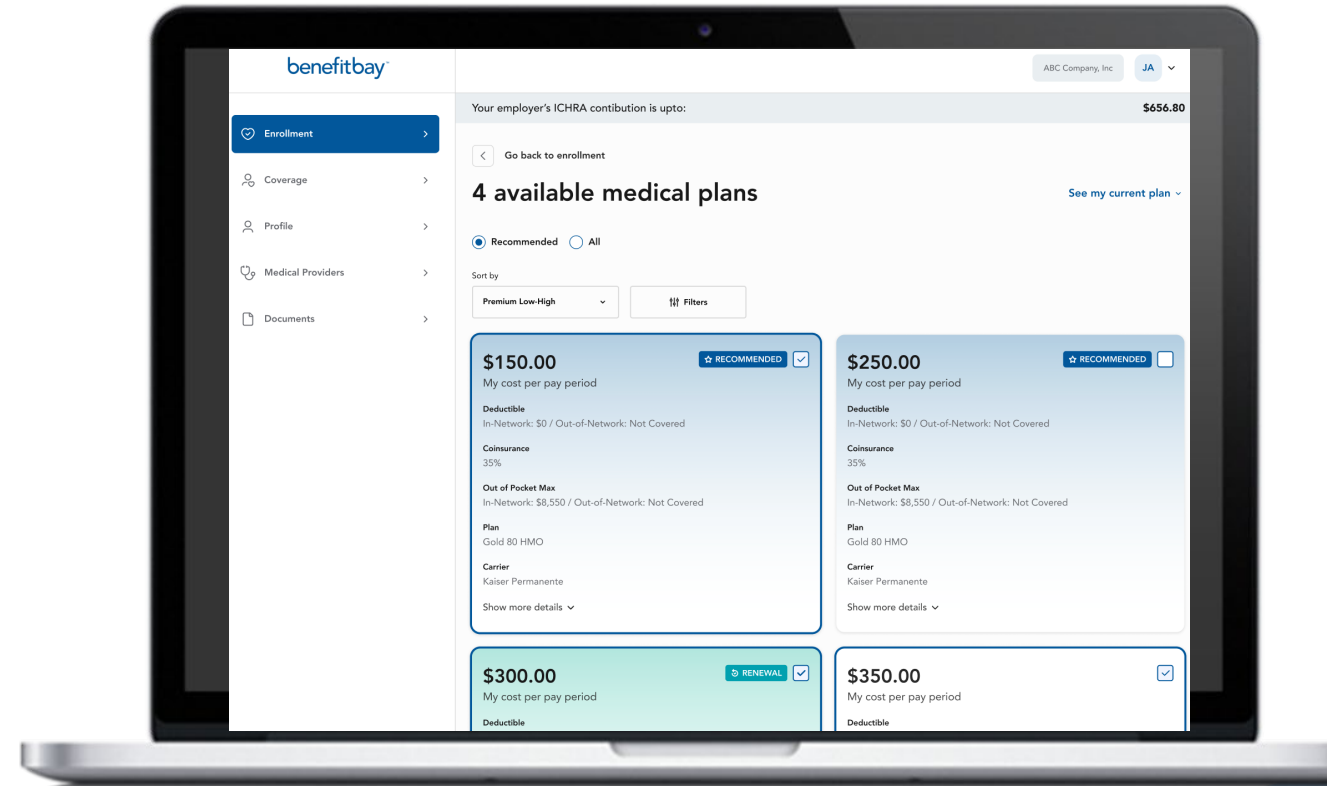 benefitbay
ABC Company, Inc
JA
Your employer's ICHRA contibution is upto:
$656.80
Enrollment
Coverage
Profile
Medical Providers
Documents
Go back to enrollment
4 available medical plans
See my current plan
Recommended
All
Sort by
Premium Low-High
Filters
$150.00
RECOMMENDED
My cost per pay period
Deductible
In-Network: $0 / Out-of-Network: Not Covered
Coinsurance
35%
Out of Pocket Max
In-Network: $8,550 / Out-of-Network: Not Covered
Plan
Gold 80 HMO
Carrier
Kaiser Permanente
Show more details
$250.00
RECOMMENDED
My cost per pay period
Deductible
In-Network: $0 / Out-of-Network: Not Covered
Coinsurance
35%
Out of Pocket Max
In-Network: $8,550 / Out-of-Network: Not Covered
Plan
Gold 80 HMO
Carrier
Kaiser Permanente
Show more details
$300.00
RENEWAL
My cost per pay period
Deductible
$350.00
My cost per pay period
Deductible